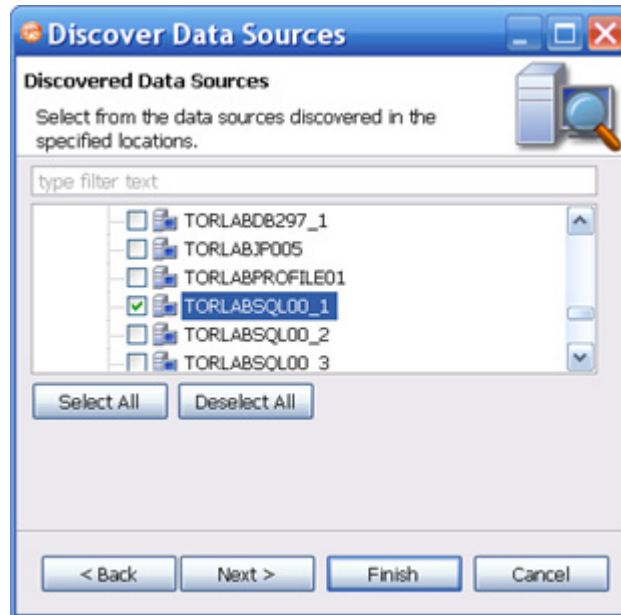 Discover Data Sources
Discovered Data Sources
Select from the data sources discovered in the
specified locations.
type filter text
TORLABDB297_1
TORLABJP005
TORLABPROFILE01
TORLABSQL00_1
TORLABSQL00_2
TORLABSQL00_3
Select All Deselect All
< Back Next > Finish Cancel